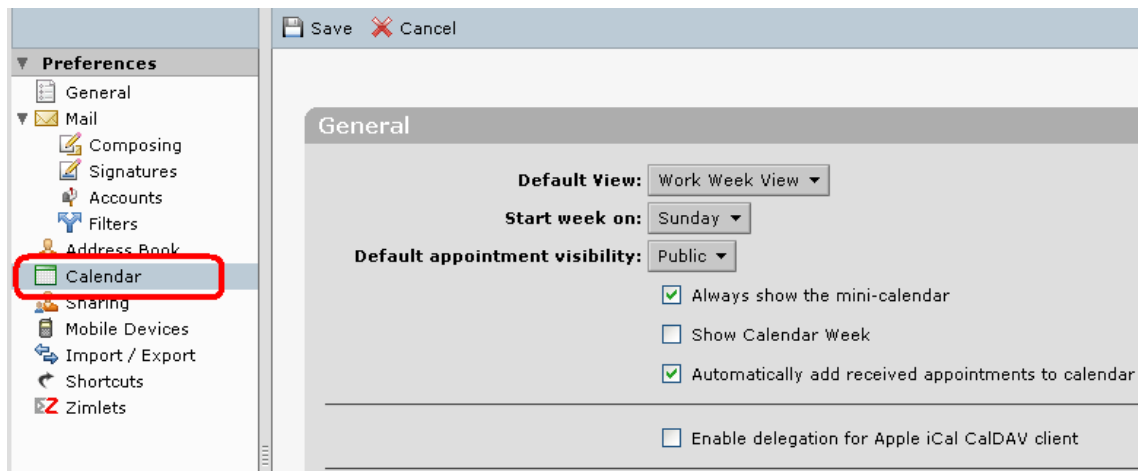 Save Cancel
Preferences
General
Mail
Composing
Signatures
Accounts
Filters
Address Book
Calendar
Sharing
Mobile Devices
Import / Export
Shortcuts
Zimlets
General
Default View: Work Week View
Start week on: Sunday
Default appointment visibility: Public
Always show the mini-calendar
Show Calendar Week
Automatically add received appointments to calendar
Enable delegation for Apple iCal CalDAV client